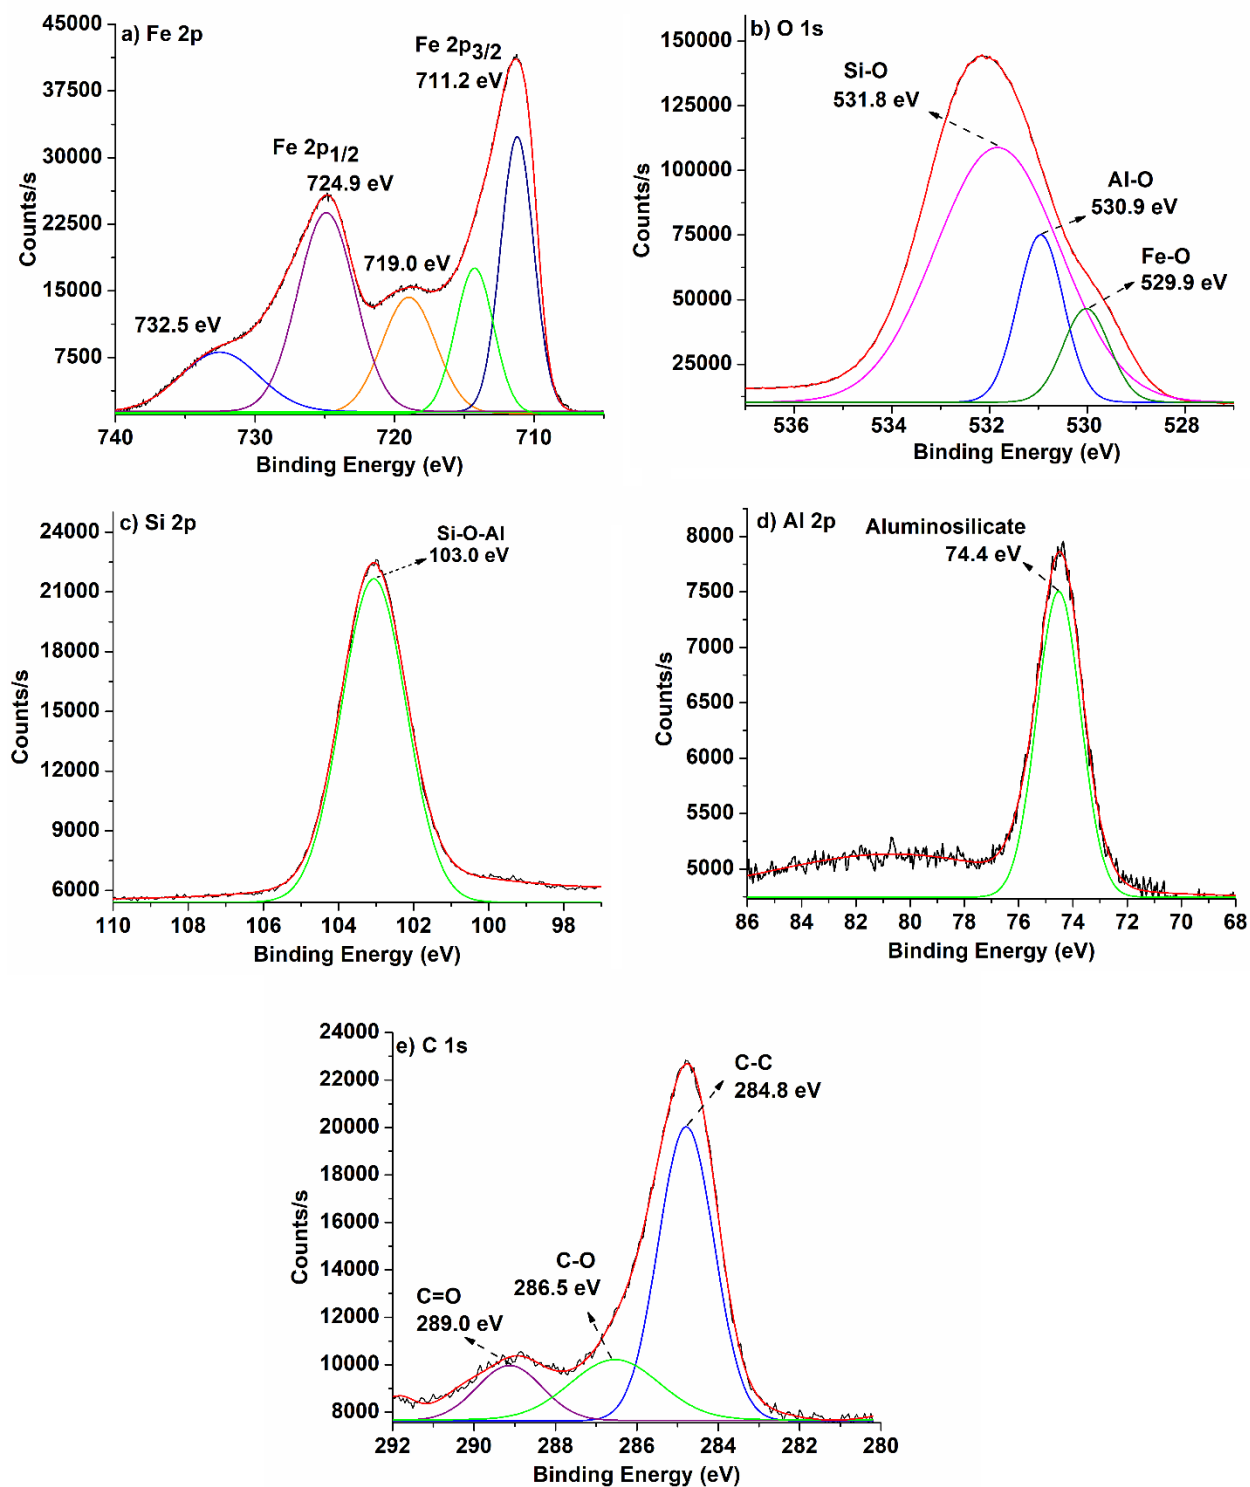 a) Fe 2p
Fe 2p3/2
711.2 eV
Fe 2p1/2
724.9 eV
719.0 eV
732.5 eV
45000
37500
30000
22500
15000
7500
Counts/s
740
730
720
710
Binding Energy (eV)
b) O 1s
Si-O
531.8 eV
Al-O
530.9 eV
Fe-O
529.9 eV
150000
125000
100000
75000
50000
25000
Counts/s
536
534
532
530
528
Binding Energy (eV)
c) Si 2p
Si-O-Al
103.0 eV
24000
21000
18000
15000
12000
9000
6000
Counts/s
110
108
106
104
102
100
98
Binding Energy (eV)
d) Al 2p
Aluminosilicate
74.4 eV
8000
7500
7000
6500
6000
5500
5000
Counts/s
86
84
82
80
78
76
74
72
70
68
Binding Energy (eV)
e) C 1s
C-C
284.8 eV
C-O
286.5 eV
C=O
289.0 eV
24000
22000
20000
18000
16000
14000
12000
10000
8000
Counts/s
292
290
288
286
284
282
280
Binding Energy (eV)